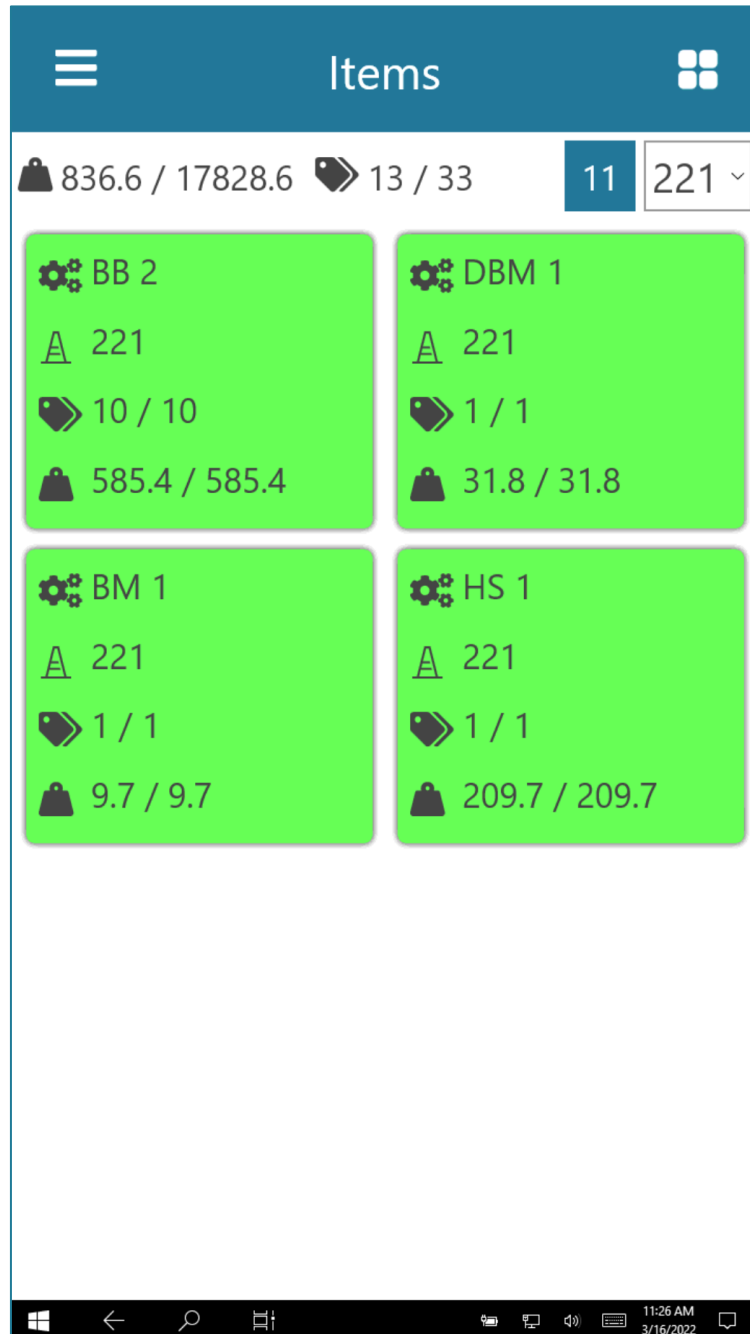 Items
836.6 / 17828.6 13 / 33 11 221
BB 2
221
10 / 10
585.4 / 585.4
DBM 1
221
1 / 1
31.8 / 31.8
BM 1
221
1 / 1
9.7 / 9.7
HS 1
221
1 / 1
209.7 / 209.7
11:26 AM
3/16/2022